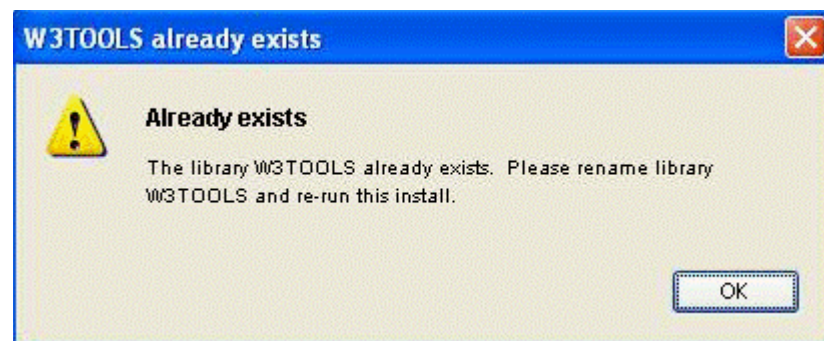 W3TOOLS already exists
Already exists
The library W3TOOLS already exists.  Please rename library
W3TOOLS and re-run this install.
OK